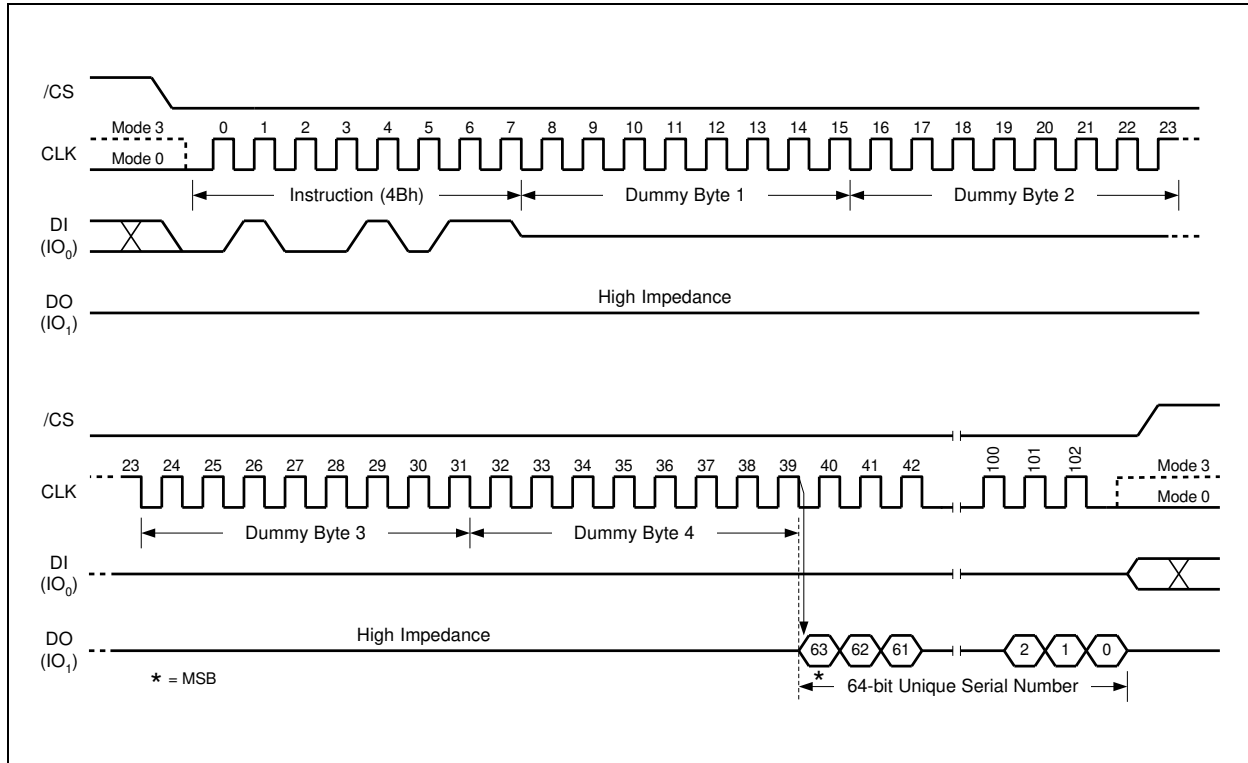 /CS
Mode 3 0 1 2 3 4 5 6 7 8 9 10 11 12 13 14 15 16 17 18 19 20 21 22 23
CLK Mode 0
Instruction (4Bh) Dummy Byte 1 Dummy Byte 2
DI
(IO0)
High Impedance
DO
(IO1)
/CS
23 24 25 26 27 28 29 30 31 32 33 34 35 36 37 38 39 40 41 42 100 101 102 Mode 3
CLK Mode 0
Dummy Byte 3 Dummy Byte 4
DI
(IO0)
High Impedance
DO
(IO1) 63 62 61 2 1 0
* = MSB * 64-bit Unique Serial Number